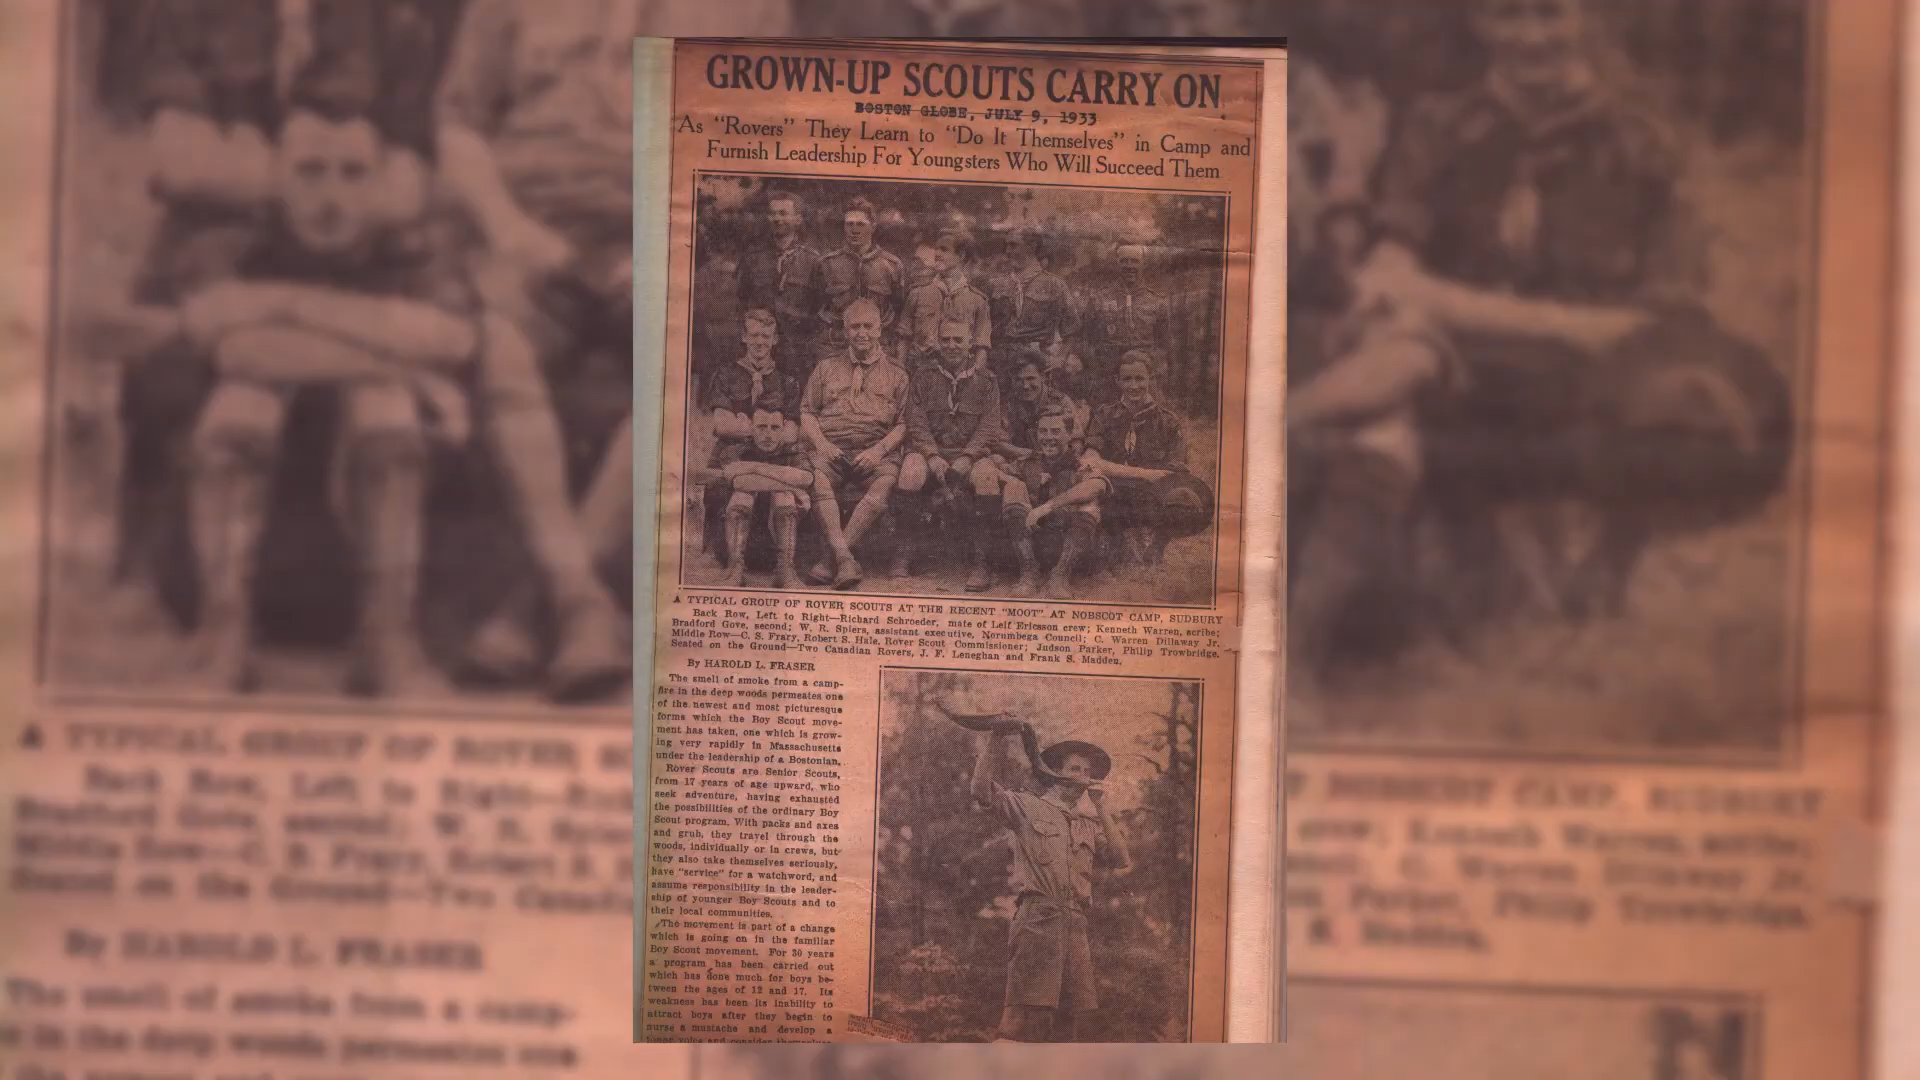 GROWN-UP SCOUTS CARRY ON
BOSTON GLOBE, JULY 9, 1933
As "Rovers" They Learn to "Do It Themselves" in Camp and
Furnish Leadership For Youngsters Who Will Succeed Them
A TYPICAL GROUP OF ROVER SCOUTS AT THE RECENT "MOOT" AT NOBSCOT CAMP, SUDBURY
Back Row, Left to Right—Richard Schroeder, mate of Leif Ericsson crew; Kenneth Warren, scribe;
Bradford Gove, second; W. R. Spiers, assistant executive, Norumbega Council; C. Warren Dillaway Jr.
Middle Row—C. S. Frary, Robert S. Hale, Rover Scout Commissioner; Judson Parker, Philip Trowbridge.
Seated on the Ground—Two Canadian Rovers, J. F. Leneghan and Frank S. Madden.
By HAROLD L. FRASER
The smell of smoke from a camp-
fire in the deep woods permeates one
of the newest and most picturesque
forms which the Boy Scout move-
ment has taken, one which is grow-
ing very rapidly in Massachusetts
under the leadership of a Bostonian.
Rover Scouts are Senior Scouts,
from 17 years of age upward, who
seek adventure, having exhausted
the possibilities of the ordinary Boy
Scout program. With packs and axes
and grub, they travel through the
woods, individually or in crews, but
they also take themselves seriously,
have "service" for a watchword, and
assume responsibility in the leader-
ship of younger Boy Scouts and to
their local communities.
The movement is part of a change
which is going on in the familiar
Boy Scout movement. For 30 years
a program has been carried out
which has done much for boys be-
tween the ages of 12 and 17. Its
weakness has been its inability to
attract boys after they begin to
nurse a mustache and develop a
voice and consider themselves